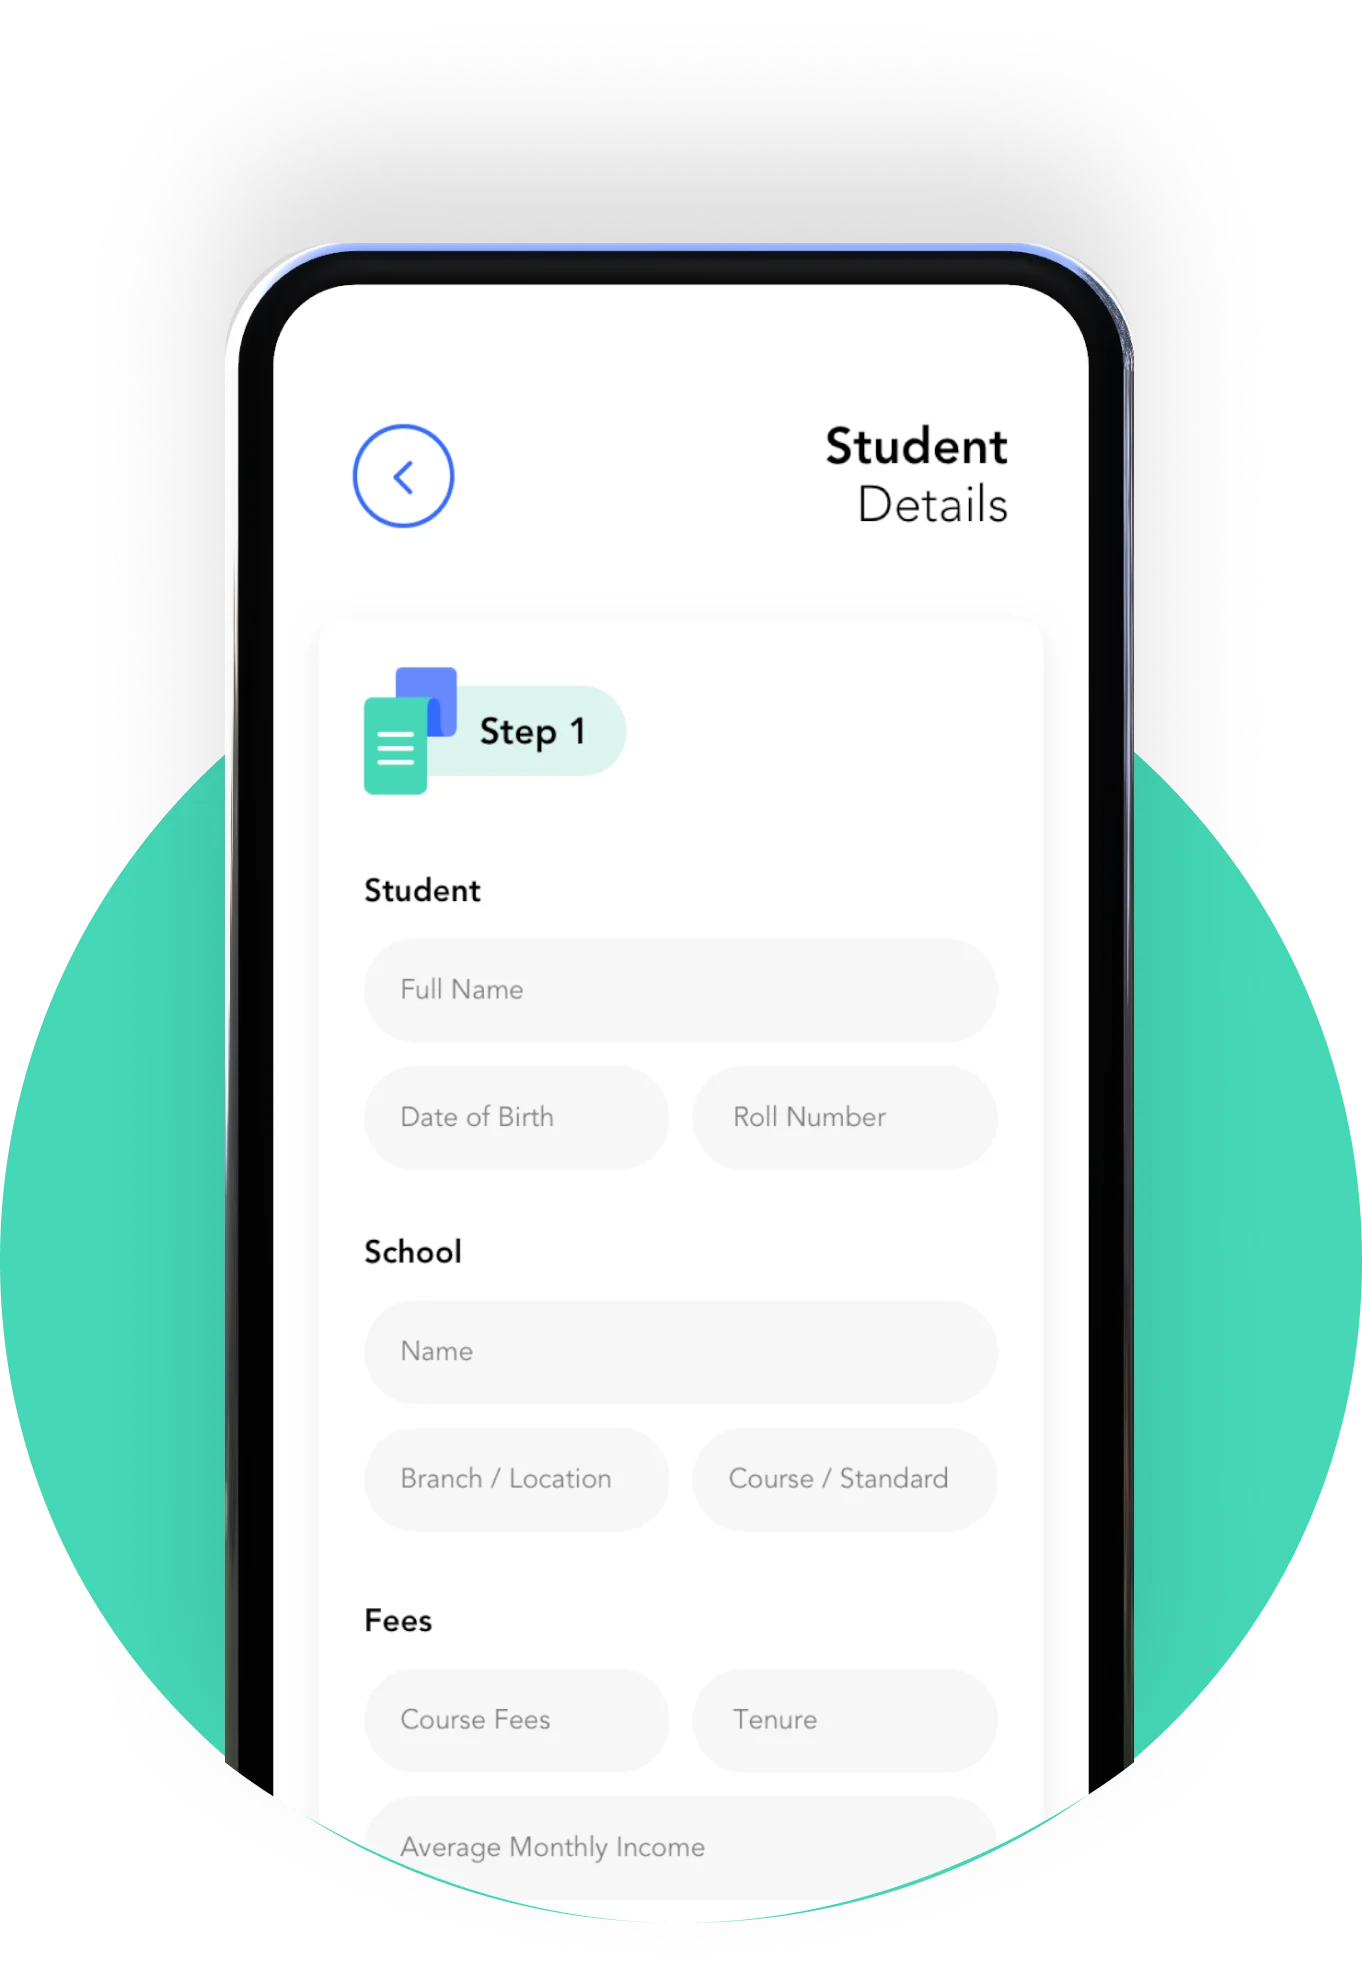 Student
Details
Step 1
Student
Full Name
Date of Birth
Roll Number
School
Name
Branch / Location
Course / Standard
Fees
Course Fees
Tenure
Average Monthly Income